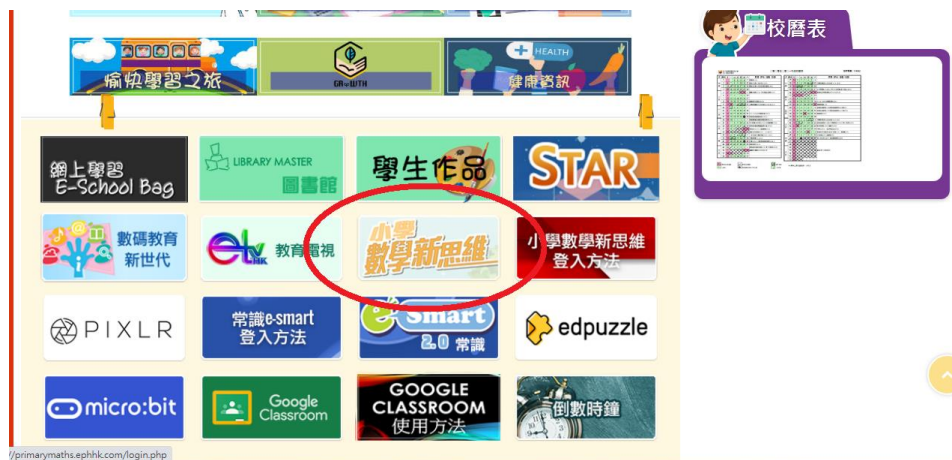 校曆表
HEALTH
愉快學習之旅
GROWTH
健康資訊
網上學習
E-School Bag
LIBRARY MASTER
圖書館
學生作品
STAR
數碼教育
新世代
etv
HK
教育電視
小學
數學新思維
小學數學新思維
登入方法
PIXLR
常識e-smart
登入方法
e Smart
2.0 常識
edpuzzle
micro:bit
Google
Classroom
GOOGLE
CLASSROOM
使用方法
倒數時鐘
//primarymaths.ephhk.com/login.php